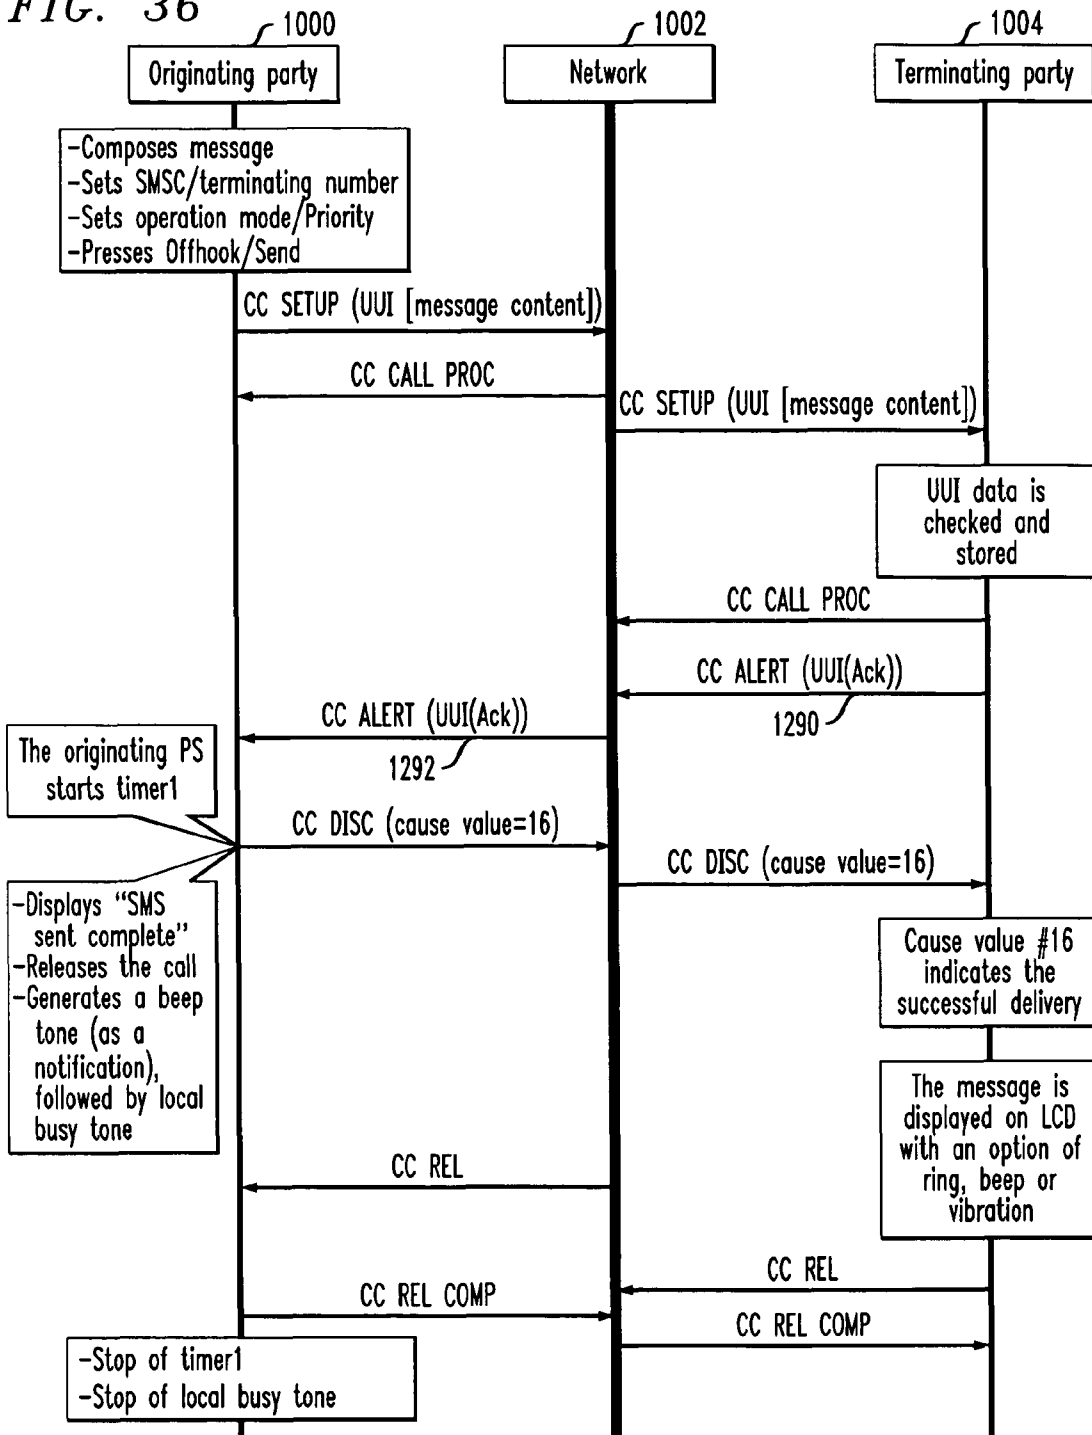 FIG. 36
1000
1002
1004
Originating party
Network
Terminating party
-Composes message
-Sets SMSC/terminating number
-Sets operation mode/Priority
-Presses Offhook/Send
CC SETUP (UUI [message content])
CC CALL PROC
CC SETUP (UUI [message content])
UUI data is
checked and
stored
CC CALL PROC
CC ALERT (UUI(Ack))
1290
CC ALERT (UUI(Ack))
1292
The originating PS
starts timer1
CC DISC (cause value=16)
CC DISC (cause value=16)
-Displays “SMS
sent complete”
-Releases the call
-Generates a beep
tone (as a
notification),
followed by local
busy tone
Cause value #16
indicates the
successful delivery
The message is
displayed on LCD
with an option of
ring, beep or
vibration
CC REL
CC REL
CC REL COMP
CC REL COMP
-Stop of timer1
-Stop of local busy tone